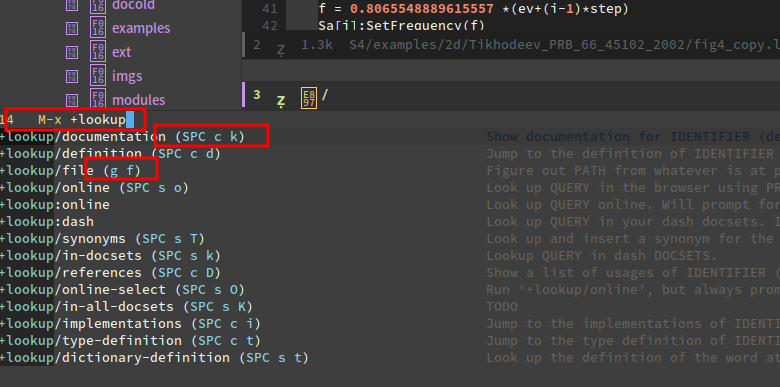 docold
examples
ext
imgs
modules
41 f = 0.8065548889615557 *(ev+(i-1)*step)
42 Sa[i]:SetFrequency(f)
2 Z 1.3k S4/examples/2d/Tikhodeev_PRB_66_45102_2002/fig4_copy.l
3 Z /
14 M-x +lookup
+lookup/documentation (SPC c k) Show documentation for IDENTIFIER (de
+lookup/definition (SPC c d) Jump to the definition of IDENTIFIER
+lookup/file (g f) Figure out PATH from whatever is at p
+lookup/online (SPC s o) Look up QUERY in the browser using PR
+lookup:online Look up QUERY online. Will prompt for
+lookup:dash Look up QUERY in your dash docsets. I
+lookup/synonyms (SPC s T) Look up and insert a synonym for the
+lookup/in-docsets (SPC s k) Lookup QUERY in dash DOCSETS.
+lookup/references (SPC c D) Show a list of usages of IDENTIFIER (
+lookup/online-select (SPC s O) Run ‘+lookup/online’, but always prom
+lookup/in-all-docsets (SPC s K) TODO
+lookup/implementations (SPC c i) Jump to the implementations of IDENTI
+lookup/type-definition (SPC c t) Jump to the type definition of IDENTI
+lookup/dictionary-definition (SPC s t) Look up the definition of the word at